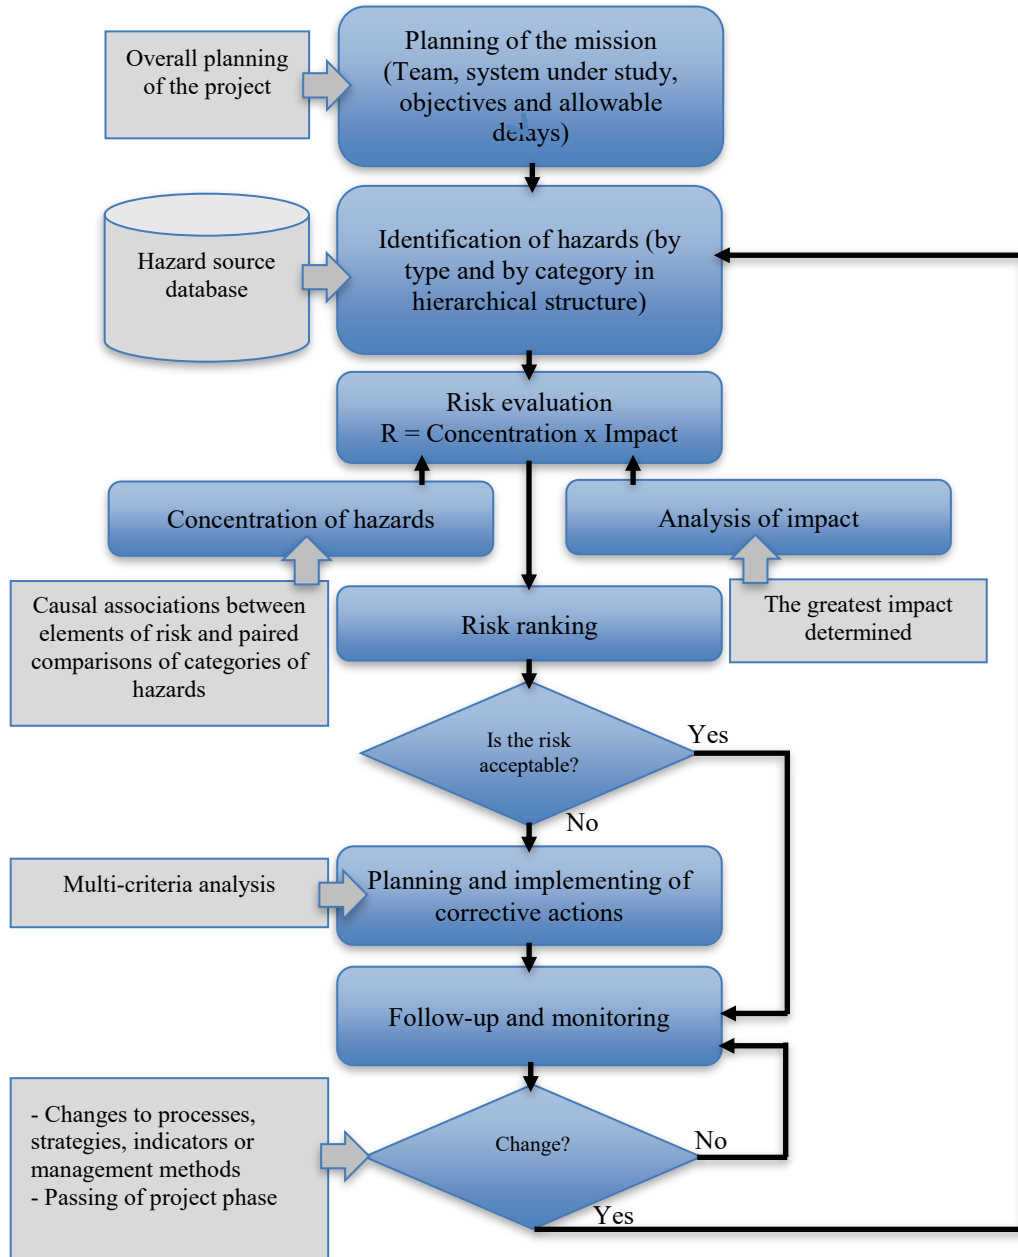 Overall planning
of the project
Planning of the mission
(Team, system under study,
objectives and allowable
delays)
Hazard source
database
Identification of hazards (by
type and by category in
hierarchical structure)
Risk evaluation
R = Concentration x Impact
Concentration of hazards
Analysis of impact
Causal associations between
elements of risk and paired
comparisons of categories of
hazards
Risk ranking
The greatest impact
determined
Is the risk
acceptable?
Yes
No
Multi-criteria analysis
Planning and implementing of
corrective actions
Follow-up and monitoring
- Changes to processes,
strategies, indicators or
management methods
- Passing of project phase
Change?
No
Yes